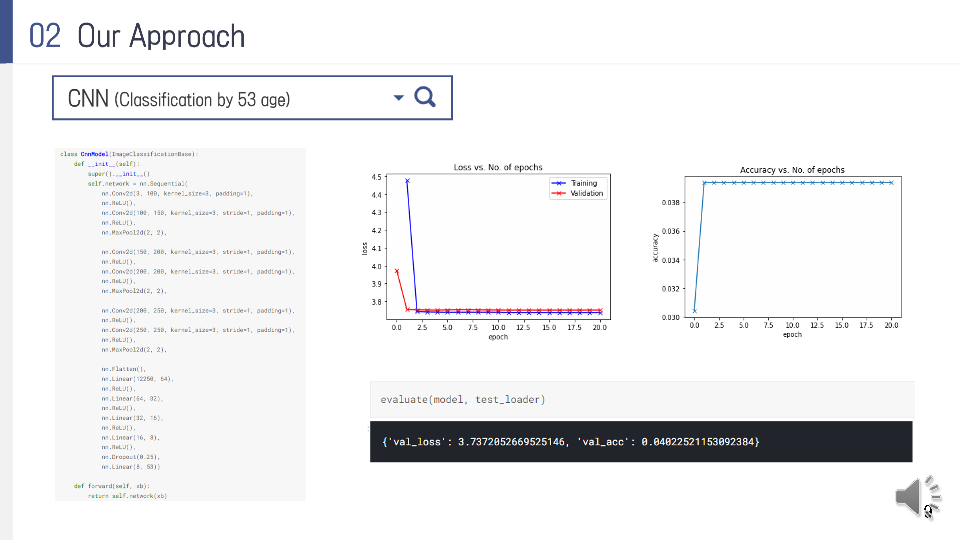 02 Our Approach
CNN (Classification by 53 age)
class CnnModel(ImageClassificationBase):
def __init__(self):
super().__init__()
self.network = nn.Sequential(
nn.Conv2d(3, 100, kernel_size=3, padding=1),
nn.ReLU(),
nn.Conv2d(100, 150, kernel_size=3, stride=1, padding=1),
nn.ReLU(),
nn.MaxPool2d(2, 2),
nn.Conv2d(150, 200, kernel_size=3, stride=1, padding=1),
nn.ReLU(),
nn.Conv2d(200, 200, kernel_size=3, stride=1, padding=1),
nn.ReLU(),
nn.MaxPool2d(2, 2),
nn.Conv2d(200, 250, kernel_size=3, stride=1, padding=1),
nn.ReLU(),
nn.Conv2d(250, 250, kernel_size=3, stride=1, padding=1),
nn.ReLU(),
nn.MaxPool2d(2, 2),
nn.Flatten(),
nn.Linear(12250, 64),
nn.ReLU(),
nn.Linear(64, 32),
nn.ReLU(),
nn.Linear(32, 16),
nn.ReLU(),
nn.Linear(16, 8),
nn.ReLU(),
nn.Dropout(0.25),
nn.Linear(8, 53))
def forward(self, xb):
return self.network(xb)
Loss vs. No. of epochs
Training
Validation
4.5
4.4
4.3
4.2
4.1
4.0
3.9
3.8
loss
0.0 2.5 5.0 7.5 10.0 12.5 15.0 17.5 20.0
epoch
Accuracy vs. No. of epochs
0.038
0.036
0.034
0.032
0.030
accuracy
0.0 2.5 5.0 7.5 10.0 12.5 15.0 17.5 20.0
epoch
evaluate(model, test_loader)
{'val_loss': 3.7372052669525146, 'val_acc': 0.04022521153092384}